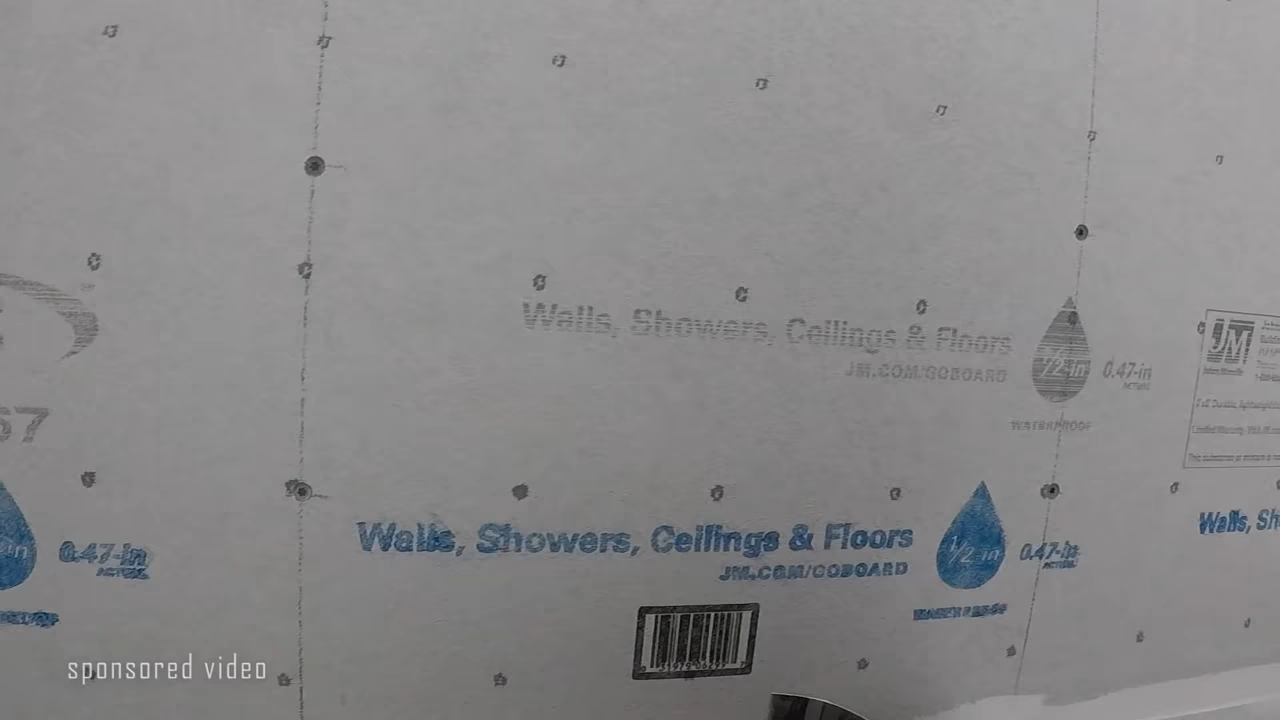 Walls, Showers, Ceilings & Floors
JM.COM/GOBOARD
1/2-in
0.47-in
ACTUAL
WATERPROOF
JM
67
Walls, Showers, Ceilings & Floors
JM.COM/GOBOARD
1/2-in
0.47-in
ACTUAL
WATERPROOF
0.47-in
ACTUAL
Walls, Sh
sponsored video